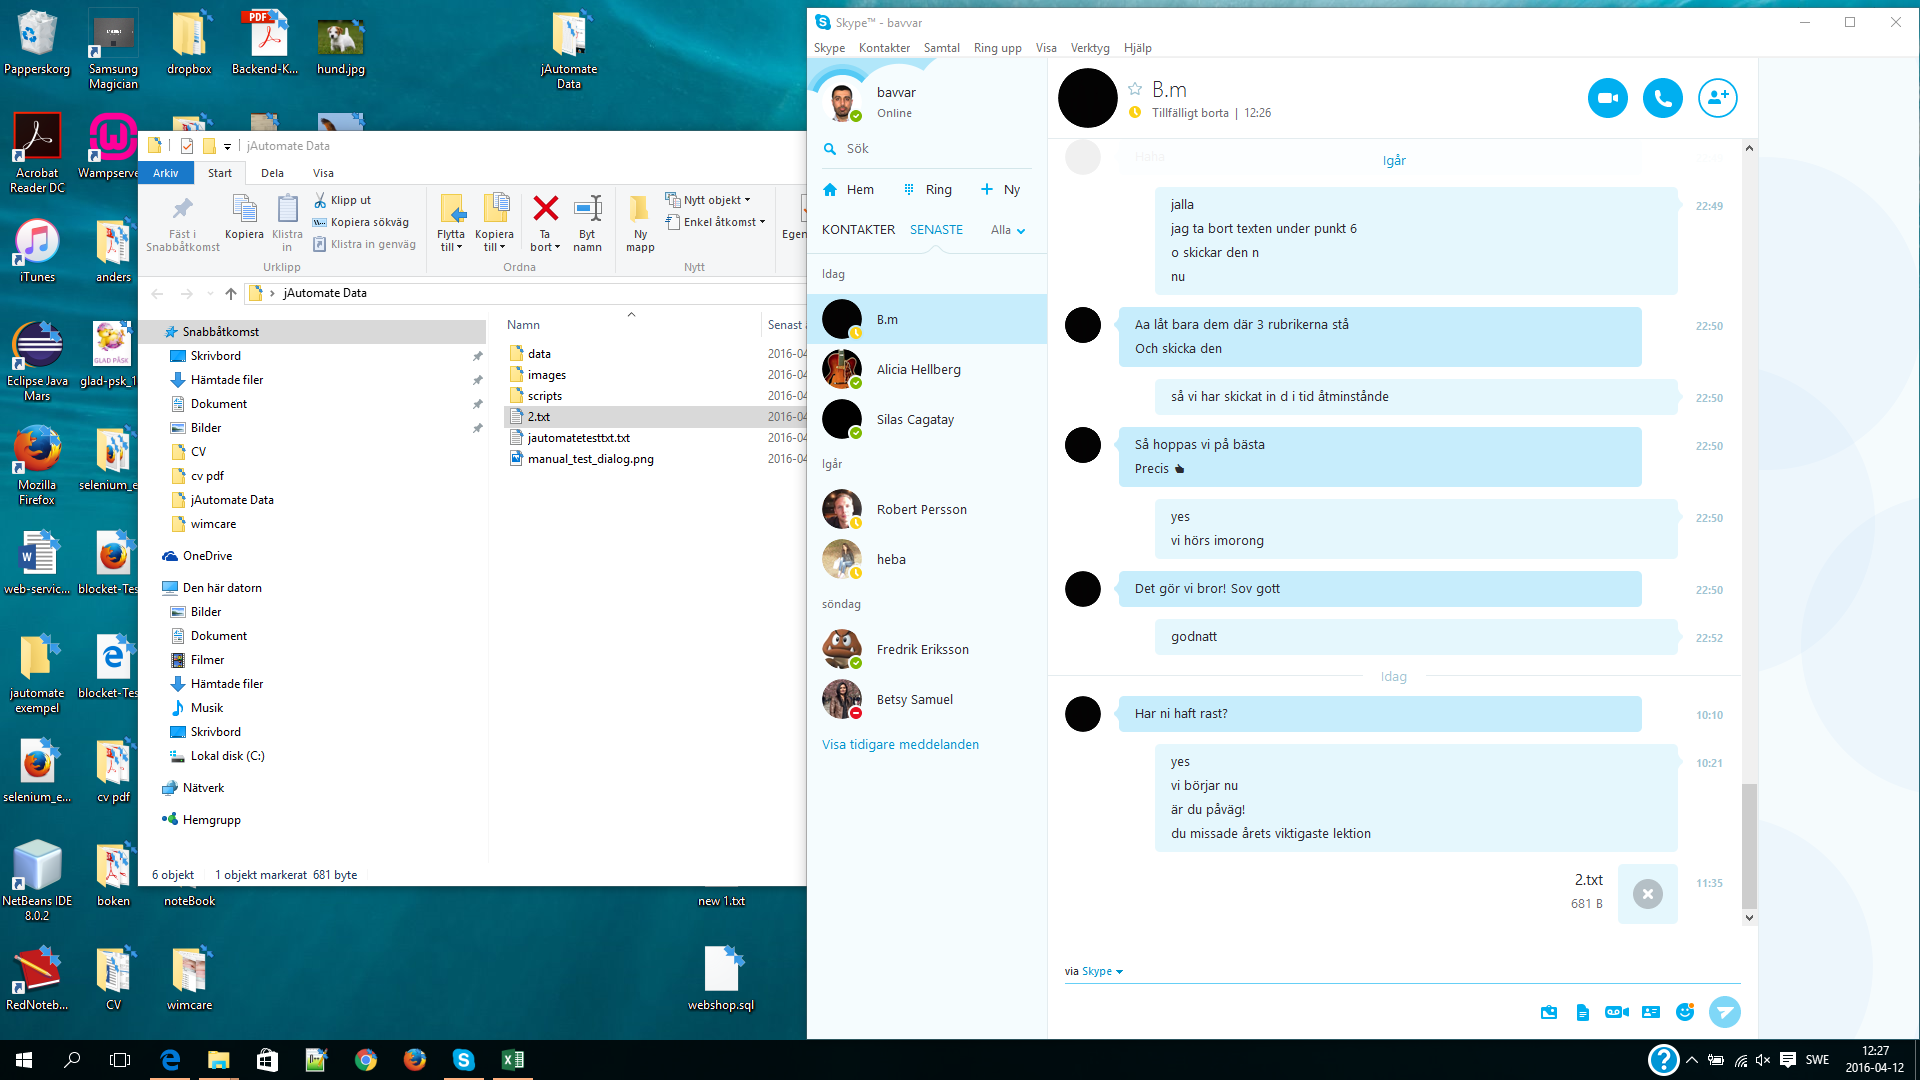 Papperskorg
Samsung
Magician
dropbox
PDF
Backend-K...
hund.jpg
jAutomate
Data
Acrobat
Reader DC
Wampserve
iTunes
anders
Eclipse Java
Mars
GLAD PÅSK
glad-psk_1
Mozilla
Firefox
selenium_e
web-servic...
blocket-Tes
jautomate
exempel
blocket-Tes
selenium_e...
cv pdf
NetBeans IDE
8.0.2
boken
noteBook
new 1.txt
RedNoteb...
CV
wimcare
webshop.sql
jAutomate Data
Arkiv
Start
Dela
Visa
Fäst i
Snabbåtkomst
Kopiera
Klistra
in
Klipp ut
Kopiera sökväg
Klistra in genväg
Urklipp
Flytta
till
Kopiera
till
Ta
bort
Byt
namn
Ordna
Ny
mapp
Nytt objekt
Enkel åtkomst
Nytt
Egen
jAutomate Data
Snabbåtkomst
Skrivbord
Hämtade filer
Dokument
Bilder
CV
cv pdf
jAutomate Data
wimcare
OneDrive
Den här datorn
Bilder
Dokument
Filmer
Hämtade filer
Musik
Skrivbord
Lokal disk (C:)
Nätverk
Hemgrupp
Namn
Senast
data 2016-04
images 2016-04
scripts 2016-04
2.txt 2016-04
jautomatetesttxt.txt 2016-04
manual_test_dialog.png 2016-04
6 objekt 1 objekt markerat 681 byte
Skype™ - bavvar
Skype Kontakter Samtal Ring upp Visa Verktyg Hjälp
bavvar
Online
Sök
Hem Ring Ny
KONTAKTER SENASTE Alla
Idag
B.m
Alicia Hellberg
Silas Cagatay
Igår
Robert Persson
heba
söndag
Fredrik Eriksson
Betsy Samuel
Visa tidigare meddelanden
B.m
Tillfälligt borta | 12:26
Haha
Igår
jalla 22:49
jag ta bort texten under punkt 6
o skickar den n
nu
Aa låt bara dem där 3 rubrikerna stå 22:50
Och skicka den
så vi har skickat in d i tid åtminstånde 22:50
Så hoppas vi på bästa 22:50
Precis
yes 22:50
vi hörs imorong
Det gör vi bror! Sov gott 22:50
godnatt 22:52
Idag
Har ni haft rast? 10:10
yes 10:21
vi börjar nu
är du påväg!
du missade årets viktigaste lektion
2.txt 11:35
681 B
via Skype
SWE
12:27
2016-04-12